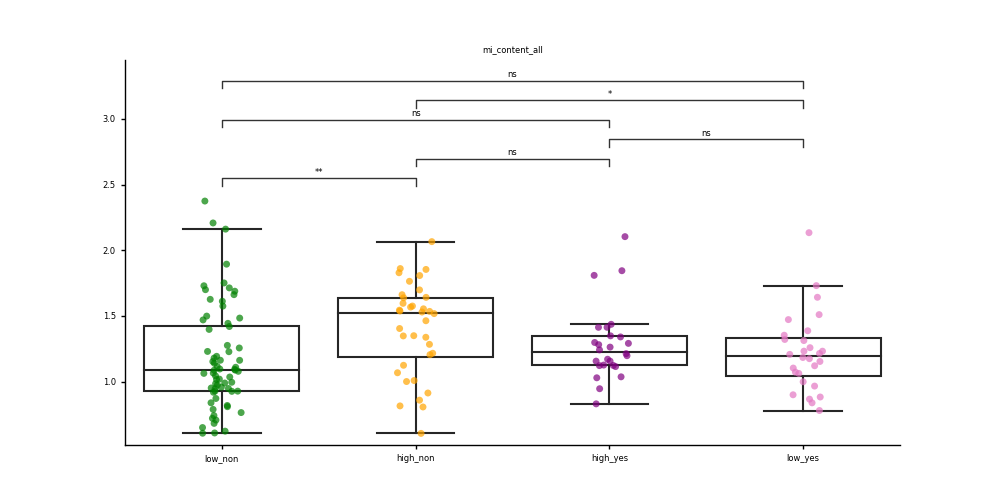 mi_content_all
ns
*
ns
ns
ns
**
3.0
2.5
2.0
1.5
1.0
low_non high_non high_yes low_yes